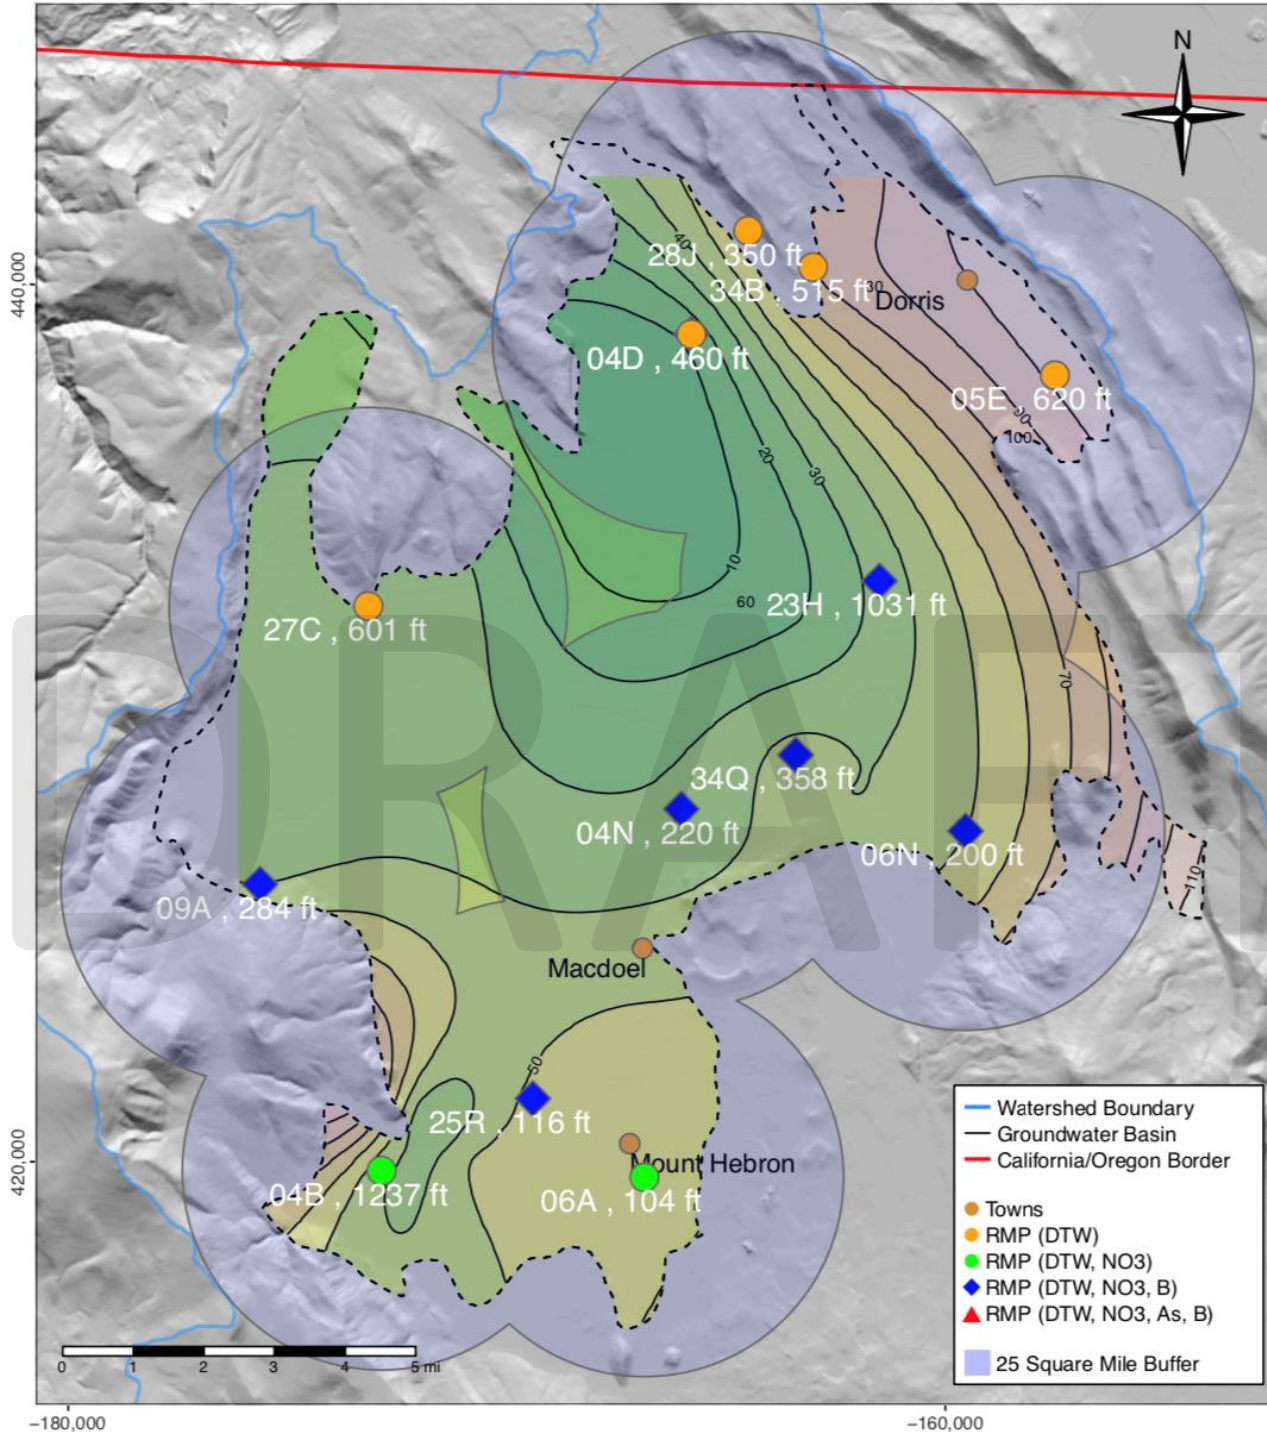 N
40
28J , 350 ft
34B , 515 ft
30
Dorris
440,000
04D , 460 ft
05E , 620 ft
90
100
20
30
10
60
23H , 1031 ft
27C , 601 ft
DRAFT
70
34Q , 358 ft
04N , 220 ft
06N , 200 ft
110
09A , 284 ft
Macdoel
50
25R , 116 ft
Mount Hebron
420,000
04B , 1237 ft
06A , 104 ft
Watershed Boundary
Groundwater Basin
California/Oregon Border
Towns
RMP (DTW)
RMP (DTW, NO3)
RMP (DTW, NO3, B)
RMP (DTW, NO3, As, B)
25 Square Mile Buffer
0 1 2 3 4 5 mi
−180,000
−160,000